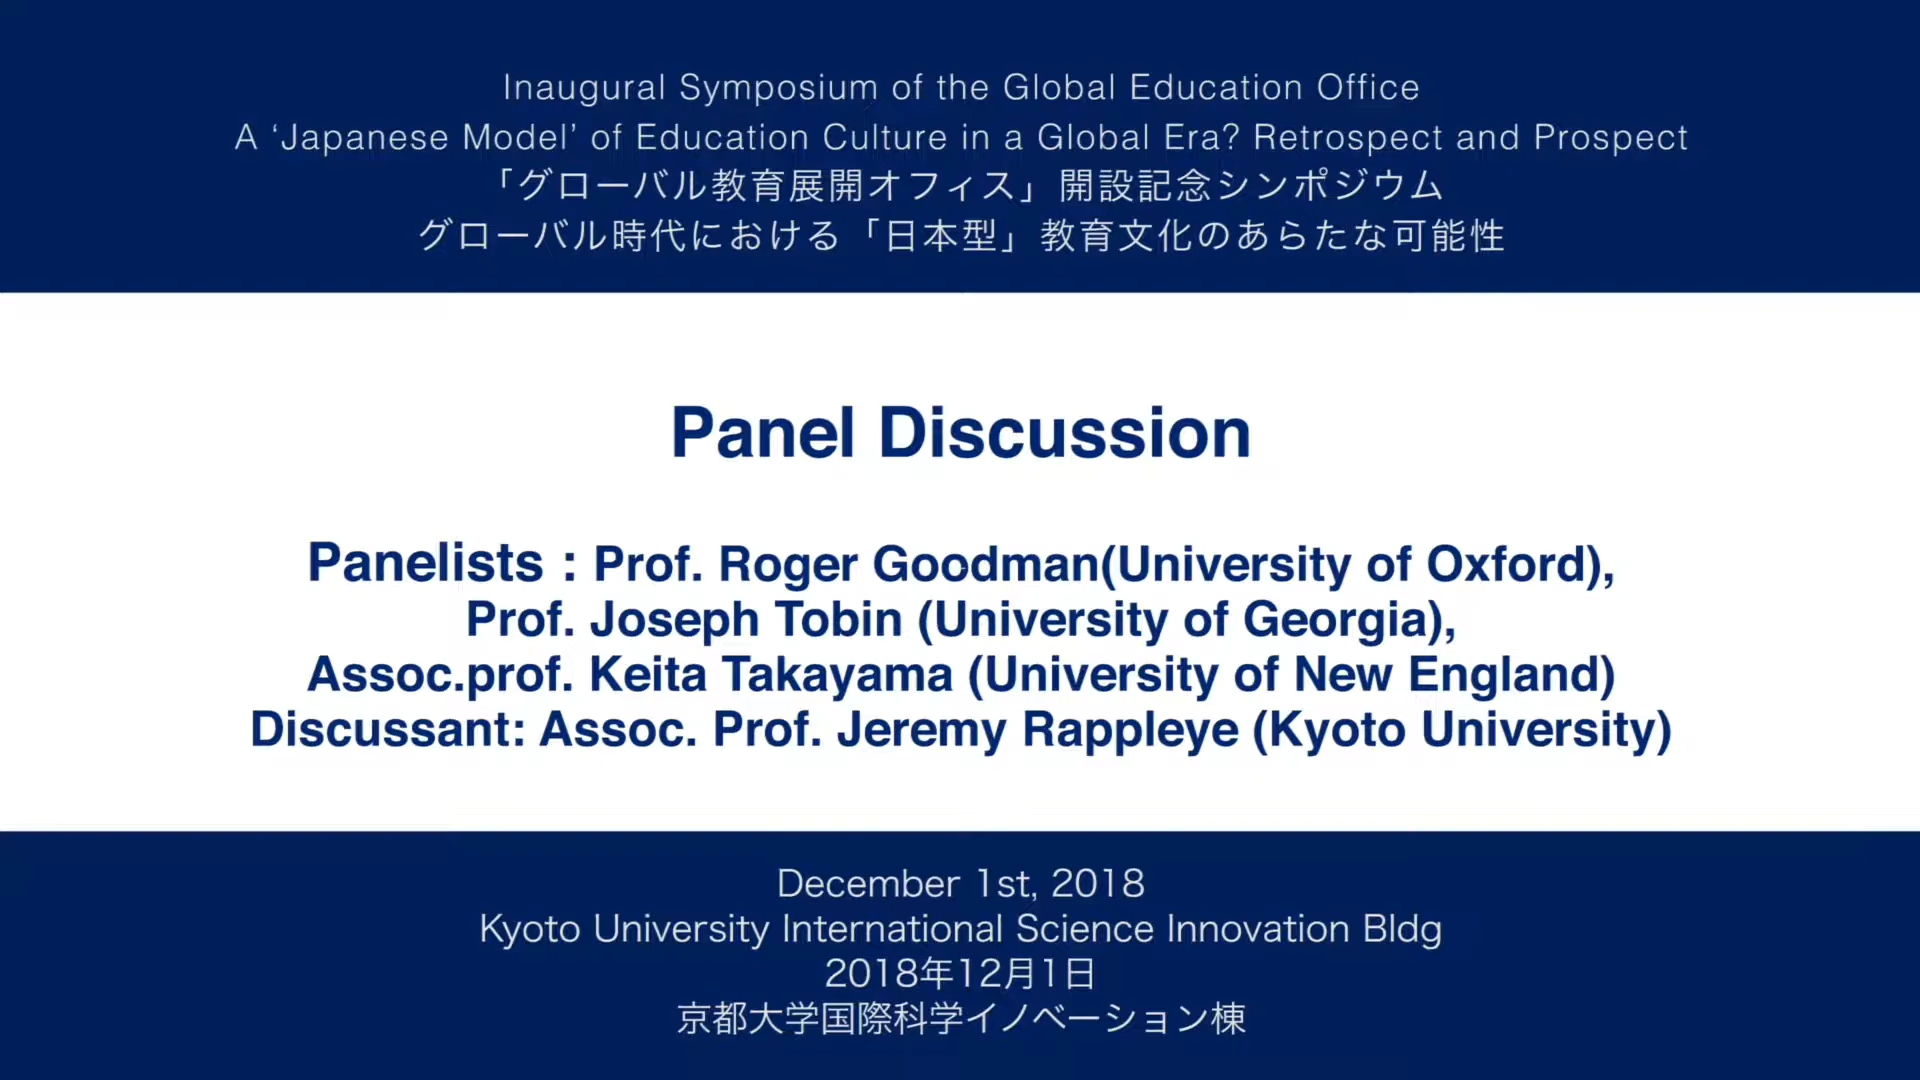 Inaugural Symposium of the Global Education Office
A ‘Japanese Model’ of Education Culture in a Global Era? Retrospect and Prospect
「グローバル教育展開オフィス」開設記念シンポジウム
グローバル時代における「日本型」教育文化のあらたな可能性
Panel Discussion
Panelists : Prof. Roger Goodman(University of Oxford),
Prof. Joseph Tobin (University of Georgia),
Assoc.prof. Keita Takayama (University of New England)
Discussant: Assoc. Prof. Jeremy Rappleye (Kyoto University)
December 1st, 2018
Kyoto University International Science Innovation Bldg
2018年12月1日
京都大学国際科学イノベーション棟